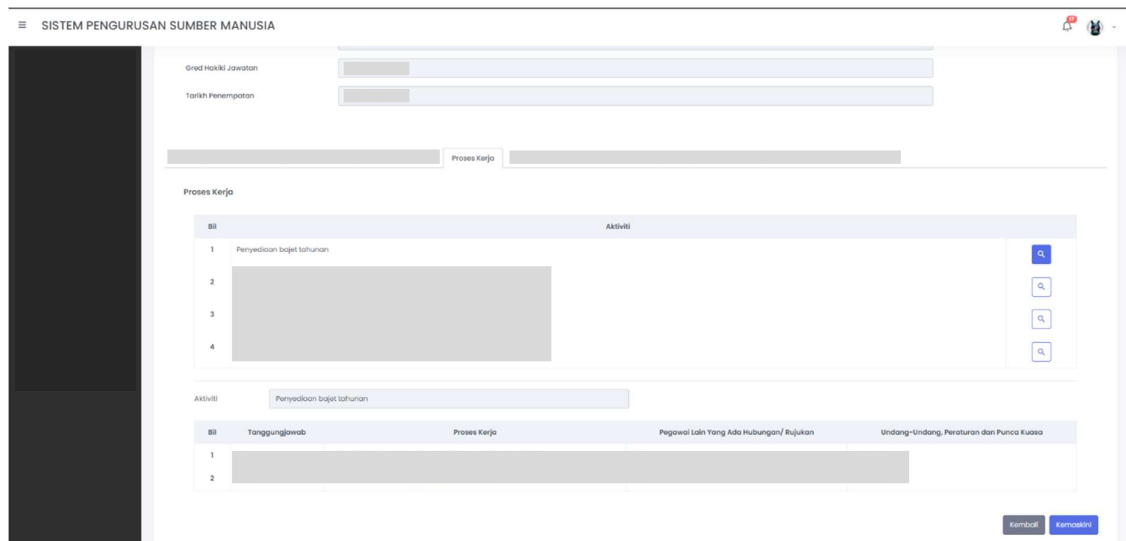 SISTEM PENGURUSAN SUMBER MANUSIA
Gred Hakiki Jawatan
Tarikh Penempatan
Proses Kerja
Proses Kerja
Bil Aktiviti
1 Penyediaan bajet tahunan
2
3
4
Aktiviti Penyediaan bajet tahunan
Bil Tanggungjawab Proses Kerja Pegawai Lain Yang Ada Hubungan/ Rujukan Undang-Undang, Peraturan dan Punca Kuasa
1
2
Kembali Kemaskini